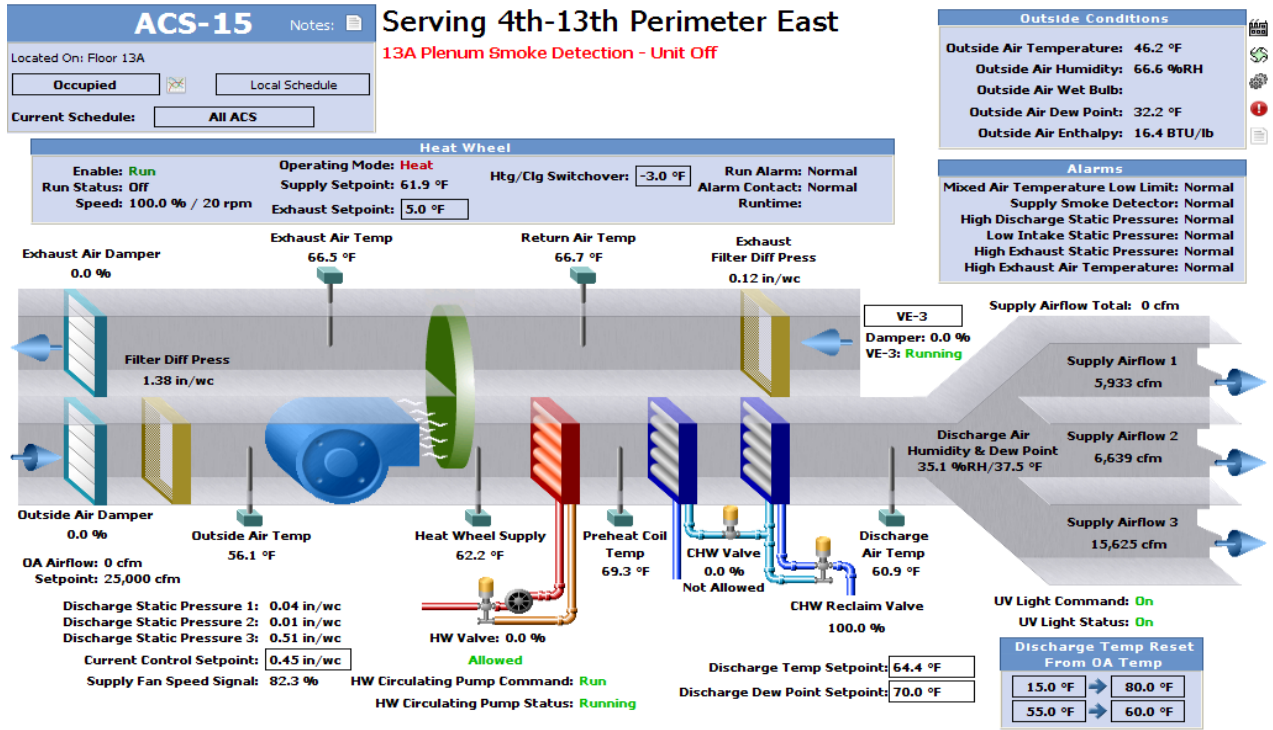 ACS-15 Notes:
Serving 4th-13th Perimeter East
13A Plenum Smoke Detection - Unit Off
Located On: Floor 13A
Occupied Local Schedule
Current Schedule: All ACS
Outside Conditions
Outside Air Temperature: 46.2 °F
Outside Air Humidity: 66.6 %RH
Outside Air Wet Bulb:
Outside Air Dew Point: 32.2 °F
Outside Air Enthalpy: 16.4 BTU/lb
Heat Wheel
Enable: Run
Run Status: Off
Speed: 100.0 % / 20 rpm
Operating Mode: Heat
Supply Setpoint: 61.9 °F
Exhaust Setpoint: 5.0 °F
Htg/Clg Switchover: -3.0 °F
Run Alarm: Normal
Alarm Contact: Normal
Runtime:
Alarms
Mixed Air Temperature Low Limit: Normal
Supply Smoke Detector: Normal
High Discharge Static Pressure: Normal
Low Intake Static Pressure: Normal
High Exhaust Static Pressure: Normal
High Exhaust Air Temperature: Normal
Exhaust Air Damper
0.0 %
Exhaust Air Temp
66.5 °F
Return Air Temp
66.7 °F
Exhaust
Filter Diff Press
0.12 in/wc
VE-3
Damper: 0.0 %
VE-3: Running
Supply Airflow Total: 0 cfm
Filter Diff Press
1.38 in/wc
Supply Airflow 1
5,933 cfm
Discharge Air
Humidity & Dew Point
35.1 %RH/37.5 °F
Supply Airflow 2
6,639 cfm
Supply Airflow 3
15,625 cfm
Outside Air Damper
0.0 %
OA Airflow: 0 cfm
Setpoint: 25,000 cfm
Outside Air Temp
56.1 °F
Heat Wheel Supply
62.2 °F
Preheat Coil
Temp
69.3 °F
CHW Valve
0.0 %
Not Allowed
Discharge
Air Temp
60.9 °F
CHW Reclaim Valve
100.0 %
Discharge Static Pressure 1: 0.04 in/wc
Discharge Static Pressure 2: 0.01 in/wc
Discharge Static Pressure 3: 0.51 in/wc
Current Control Setpoint: 0.45 in/wc
Supply Fan Speed Signal: 82.3 %
HW Valve: 0.0 %
Allowed
HW Circulating Pump Command: Run
HW Circulating Pump Status: Running
Discharge Temp Setpoint: 64.4 °F
Discharge Dew Point Setpoint: 70.0 °F
UV Light Command: On
UV Light Status: On
Discharge Temp Reset
From OA Temp
15.0 °F 80.0 °F
55.0 °F 60.0 °F